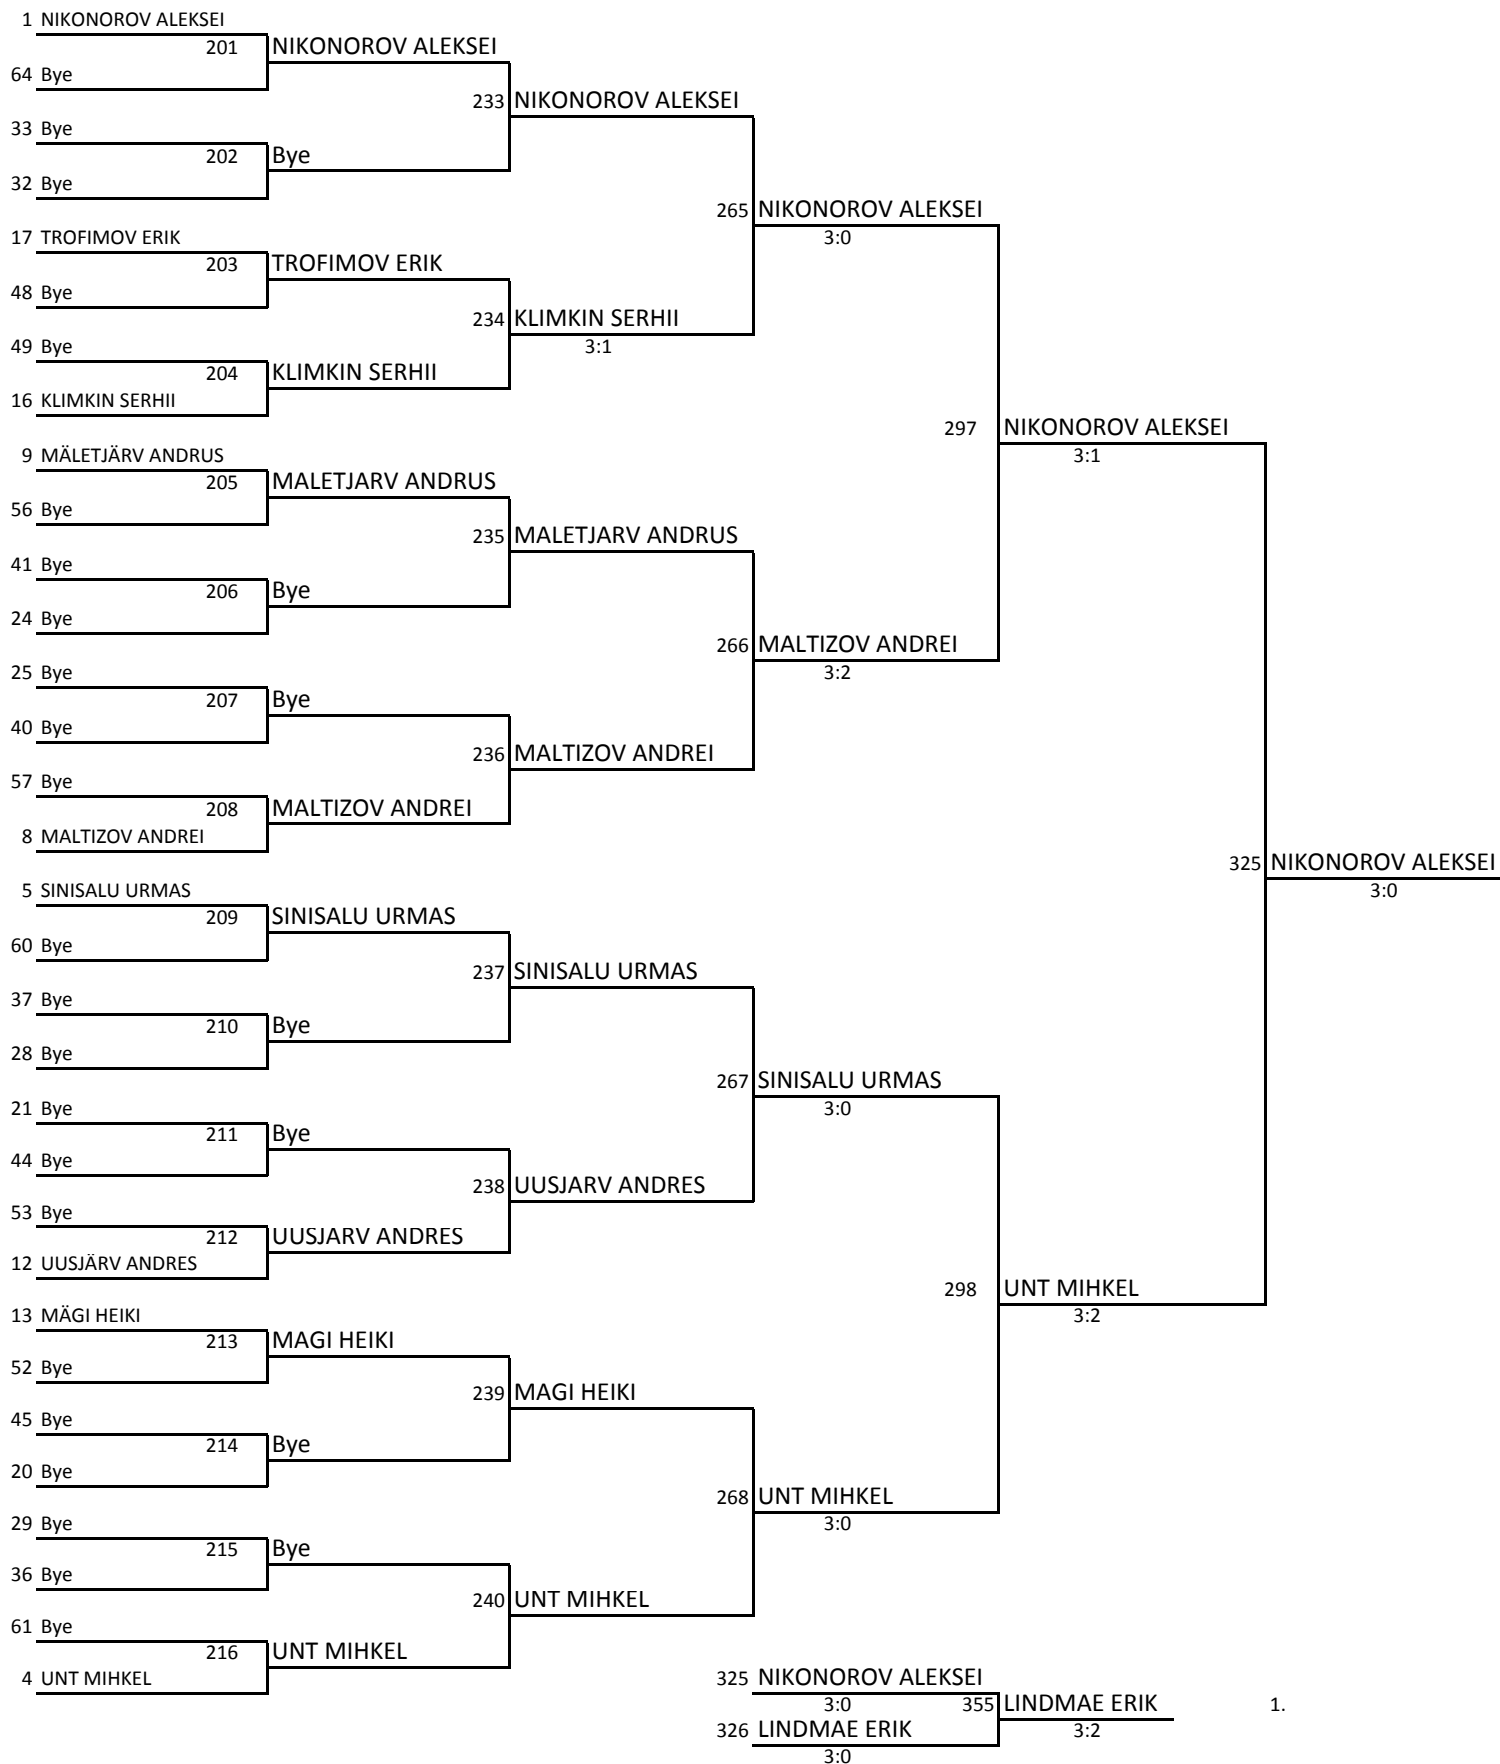 1 NIKONOROV ALEKSEI
201 NIKONOROV ALEKSEI
64 Bye
233 NIKONOROV ALEKSEI
33 Bye
202 Bye
32 Bye
265 NIKONOROV ALEKSEI
3:0
17 TROFIMOV ERIK
203 TROFIMOV ERIK
48 Bye
234 KLIMKIN SERHII
3:1
49 Bye
204 KLIMKIN SERHII
16 KLIMKIN SERHII
297 NIKONOROV ALEKSEI
3:1
9 MÄLETJÄRV ANDRUS
205 MALETJARV ANDRUS
56 Bye
235 MALETJARV ANDRUS
41 Bye
206 Bye
24 Bye
266 MALTIZOV ANDREI
3:2
25 Bye
207 Bye
40 Bye
236 MALTIZOV ANDREI
57 Bye
208 MALTIZOV ANDREI
8 MALTIZOV ANDREI
325 NIKONOROV ALEKSEI
3:0
5 SINISALU URMAS
209 SINISALU URMAS
60 Bye
237 SINISALU URMAS
37 Bye
210 Bye
28 Bye
267 SINISALU URMAS
3:0
21 Bye
211 Bye
44 Bye
238 UUSJARV ANDRES
53 Bye
212 UUSJARV ANDRES
12 UUSJÄRV ANDRES
298 UNT MIHKEL
3:2
13 MÄGI HEIKI
213 MAGI HEIKI
52 Bye
239 MAGI HEIKI
45 Bye
214 Bye
20 Bye
268 UNT MIHKEL
3:0
29 Bye
215 Bye
36 Bye
240 UNT MIHKEL
61 Bye
216 UNT MIHKEL
4 UNT MIHKEL
325 NIKONOROV ALEKSEI
3:0 355 LINDMAE ERIK 1.
326 LINDMAE ERIK 3:2
3:0